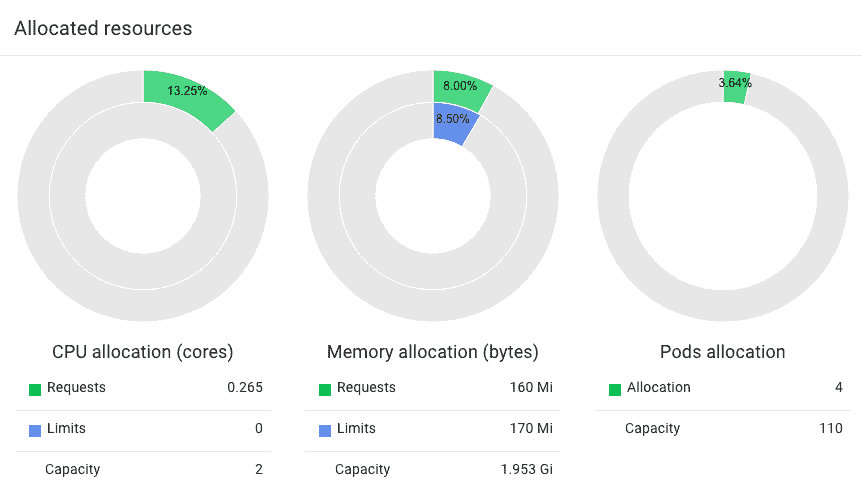 Allocated resources
13.25%
8.00%
8.50%
3.64%
CPU allocation (cores)
Requests 0.265
Limits 0
Capacity 2
Memory allocation (bytes)
Requests 160 Mi
Limits 170 Mi
Capacity 1.953 Gi
Pods allocation
Allocation 4
Capacity 110